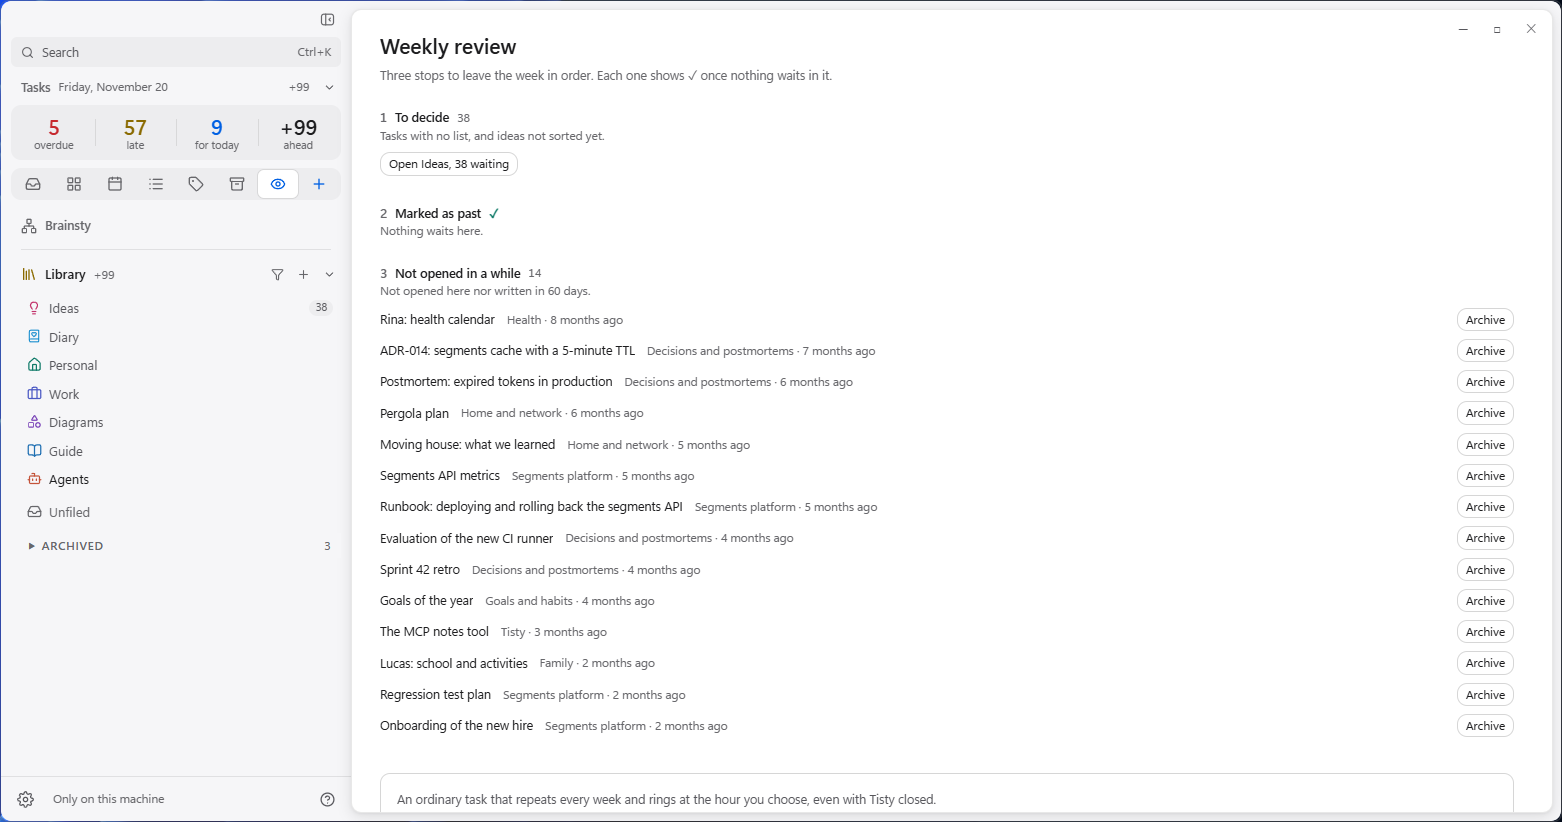 Search Ctrl+K
Tasks Friday, November 20 +99
5 57 9 +99
overdue late for today ahead
Brainsty
Library +99
Ideas 38
Diary
Personal
Work
Diagrams
Guide
Agents
Unfiled
ARCHIVED 3
Only on this machine
Weekly review
Three stops to leave the week in order. Each one shows ✓ once nothing waits in it.
1 To decide 38
Tasks with no list, and ideas not sorted yet.
Open Ideas, 38 waiting
2 Marked as past ✓
Nothing waits here.
3 Not opened in a while 14
Not opened here nor written in 60 days.
Rina: health calendar Health · 8 months ago Archive
ADR-014: segments cache with a 5-minute TTL Decisions and postmortems · 7 months ago Archive
Postmortem: expired tokens in production Decisions and postmortems · 6 months ago Archive
Pergola plan Home and network · 6 months ago Archive
Moving house: what we learned Home and network · 5 months ago Archive
Segments API metrics Segments platform · 5 months ago Archive
Runbook: deploying and rolling back the segments API Segments platform · 5 months ago Archive
Evaluation of the new CI runner Decisions and postmortems · 4 months ago Archive
Sprint 42 retro Decisions and postmortems · 4 months ago Archive
Goals of the year Goals and habits · 4 months ago Archive
The MCP notes tool Tisty · 3 months ago Archive
Lucas: school and activities Family · 2 months ago Archive
Regression test plan Segments platform · 2 months ago Archive
Onboarding of the new hire Segments platform · 2 months ago Archive
An ordinary task that repeats every week and rings at the hour you choose, even with Tisty closed.